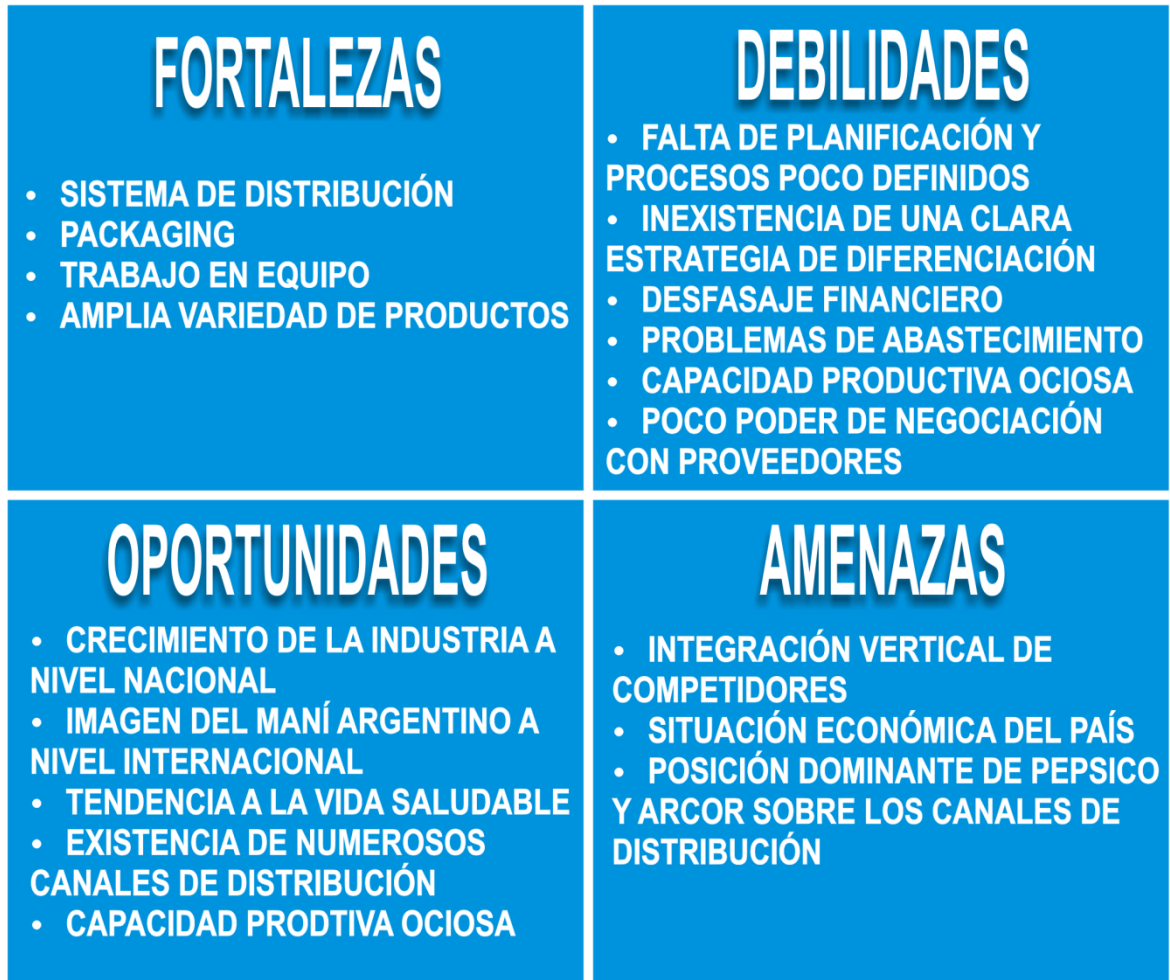 FORTALEZAS
• SISTEMA DE DISTRIBUCIÓN
• PACKAGING
• TRABAJO EN EQUIPO
• AMPLIA VARIEDAD DE PRODUCTOS
DEBILIDADES
• FALTA DE PLANIFICACIÓN Y
PROCESOS POCO DEFINIDOS
• INEXISTENCIA DE UNA CLARA
ESTRATEGIA DE DIFERENCIACIÓN
• DESFASAJE FINANCIERO
• PROBLEMAS DE ABASTECIMIENTO
• CAPACIDAD PRODUCTIVA OCIOSA
• POCO PODER DE NEGOCIACIÓN
CON PROVEEDORES
OPORTUNIDADES
• CRECIMIENTO DE LA INDUSTRIA A
NIVEL NACIONAL
• IMAGEN DEL MANÍ ARGENTINO A
NIVEL INTERNACIONAL
• TENDENCIA A LA VIDA SALUDABLE
• EXISTENCIA DE NUMEROSOS
CANALES DE DISTRIBUCIÓN
• CAPACIDAD PRODTIVA OCIOSA
AMENAZAS
• INTEGRACIÓN VERTICAL DE
COMPETIDORES
• SITUACIÓN ECONÓMICA DEL PAÍS
• POSICIÓN DOMINANTE DE PEPSICO
Y ARCOR SOBRE LOS CANALES DE
DISTRIBUCIÓN